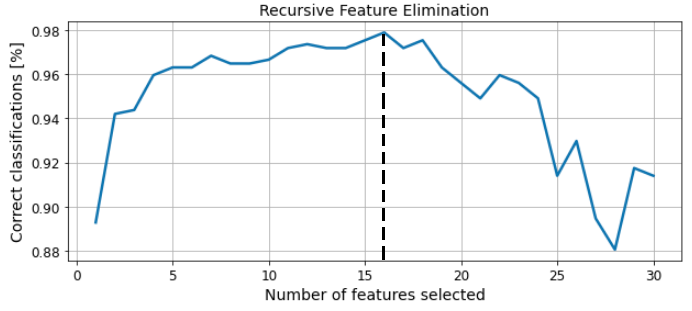 Recursive Feature Elimination
Correct classifications [%]
0.98
0.96
0.94
0.92
0.90
0.88
0 5 10 15 20 25 30
Number of features selected